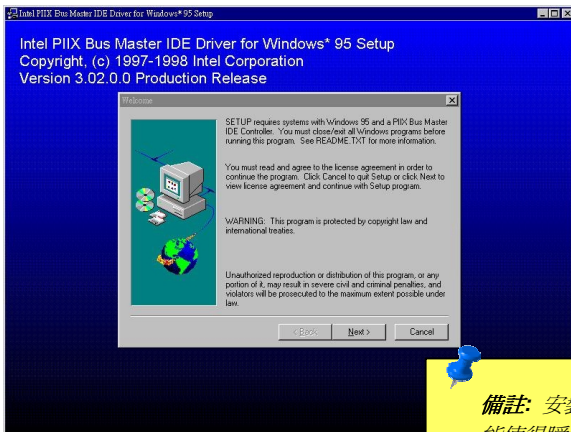 Intel PIIX Bus Master IDE Driver for Windows* 95 Setup
Intel PIIX Bus Master IDE Driver for Windows* 95 Setup
Copyright, (c) 1997-1998 Intel Corporation
Version 3.02.0.0 Production Release
Welcome
SETUP requires systems with Windows 95 and a PIIX Bus Master
IDE Controller. You must close/exit all Windows programs before
running this program. See README.TXT for more information.
You must read and agree to the license agreement in order to
continue the program. Click Cancel to quit Setup or click Next to
view license agreement and continue with Setup program.
WARNING: This program is protected by copyright law and
international treaties.
Unauthorized reproduction or distribution of this program, or any
portion of it, may result in severe civil and criminal penalties, and
violators will be prosecuted to the maximum extent possible under
law.
< Back Next > Cancel
備註: 安